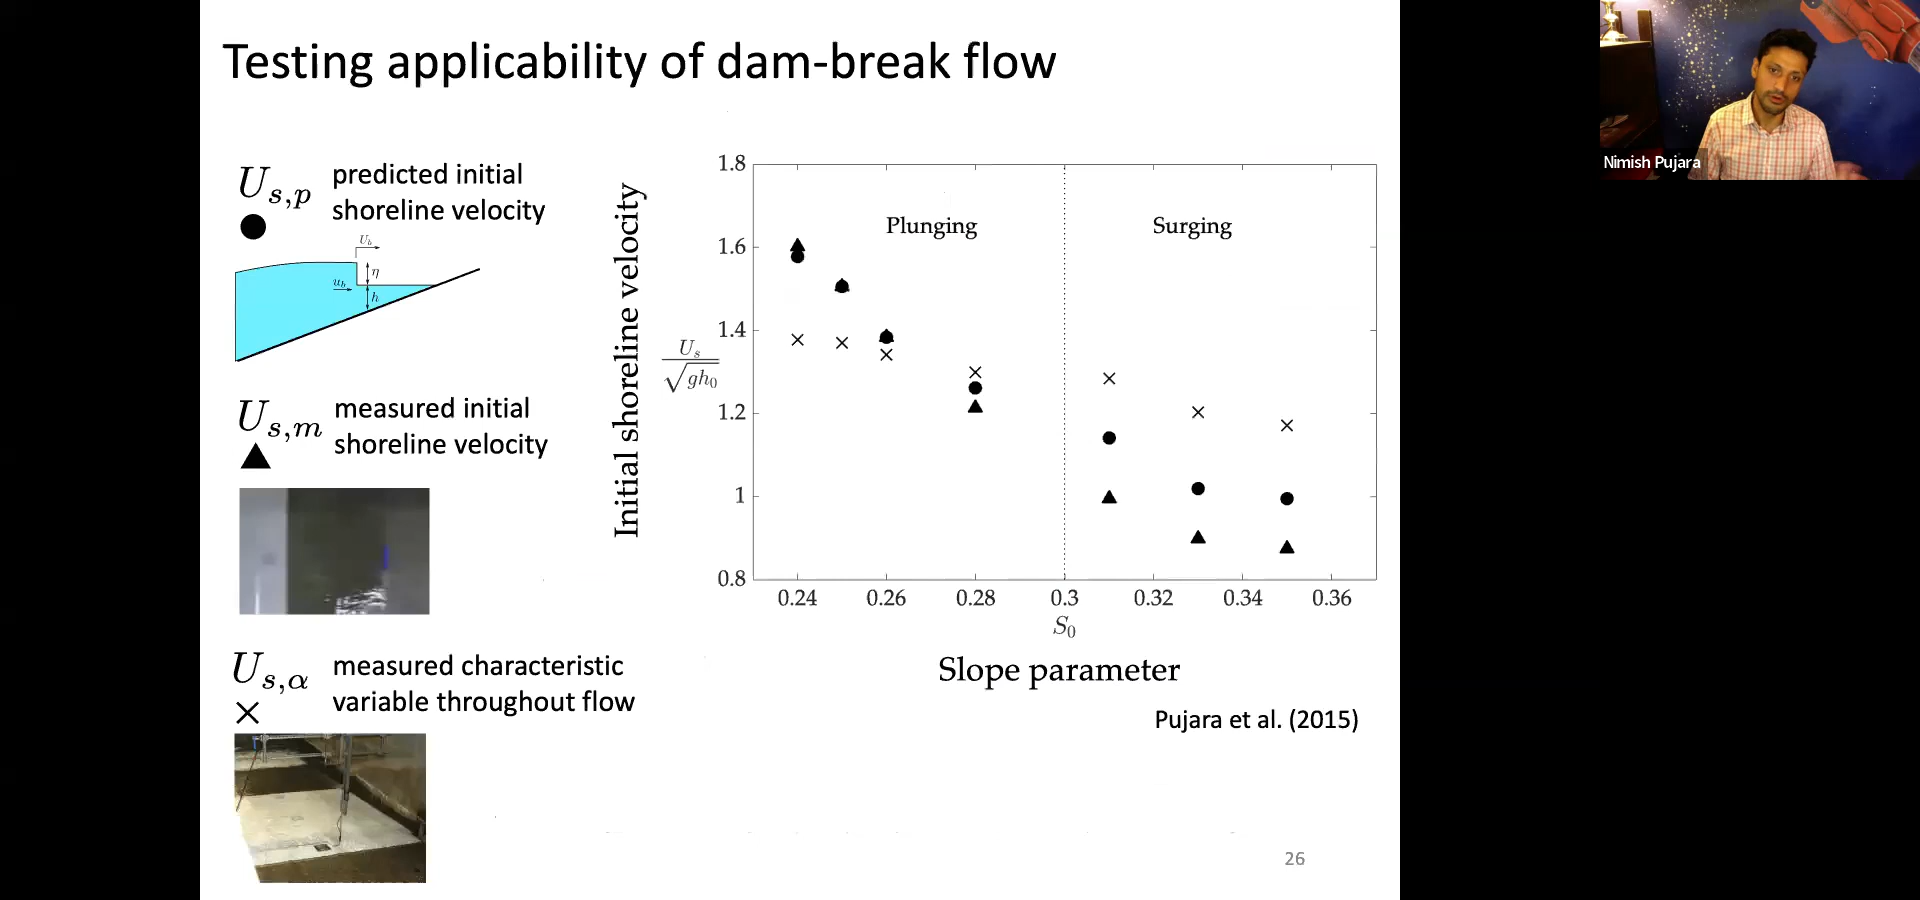 Testing applicability of dam-break flow
U_{s,p} predicted initial
shoreline velocity
U_b
η
u_b
h
U_{s,m} measured initial
shoreline velocity
U_{s,α} measured characteristic
variable throughout flow
Initial shoreline velocity
U_s
√gh_0
1.8
1.6
1.4
1.2
1
0.8
Plunging
Surging
0.24 0.26 0.28 0.3 0.32 0.34 0.36
S_0
Slope parameter
Pujara et al. (2015)
26
Nimish Pujara